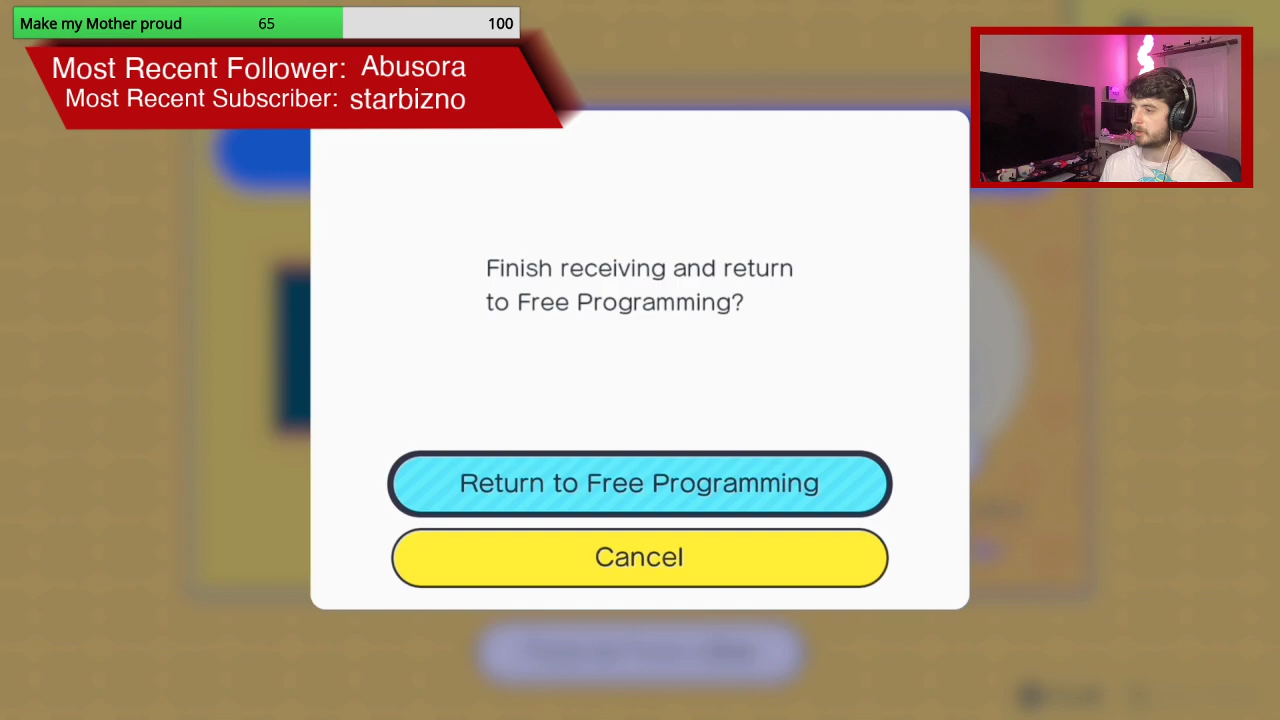 Make my Mother proud 65 100
Most Recent Follower: Abusora
Most Recent Subscriber: starbizno
Finish receiving and return
to Free Programming?
Return to Free Programming
Cancel